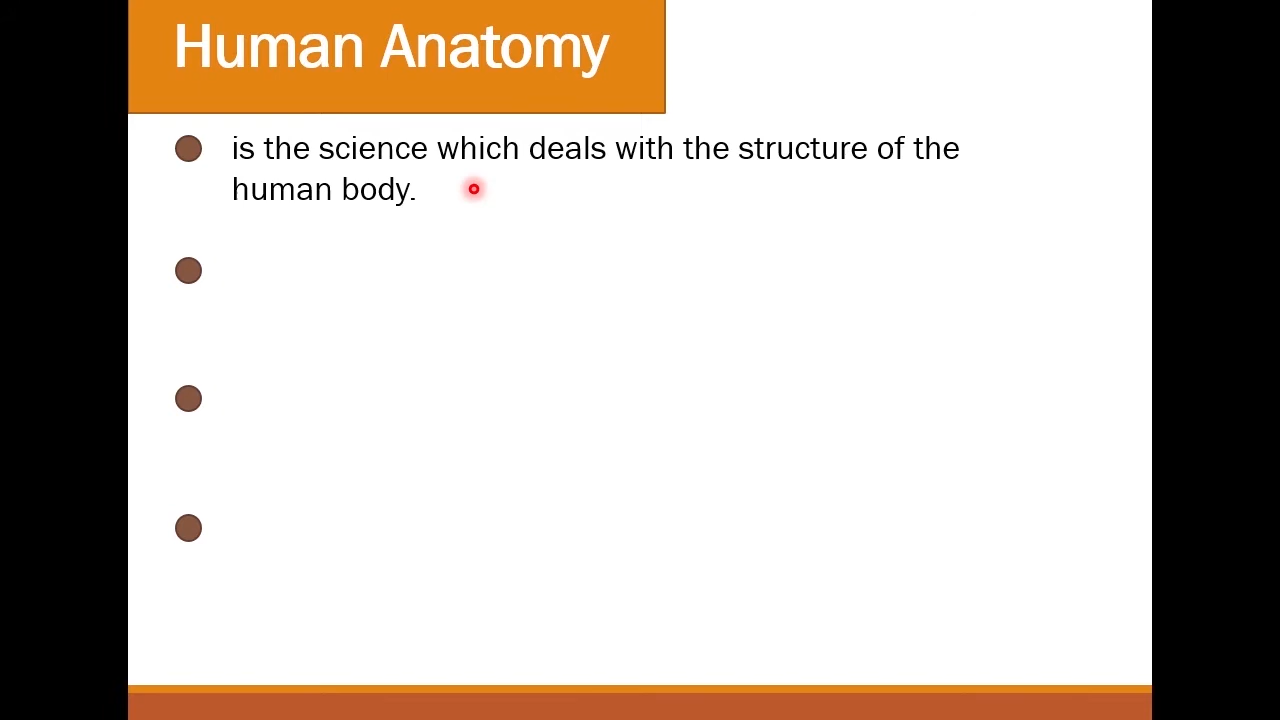 Human Anatomy
is the science which deals with the structure of the
human body.